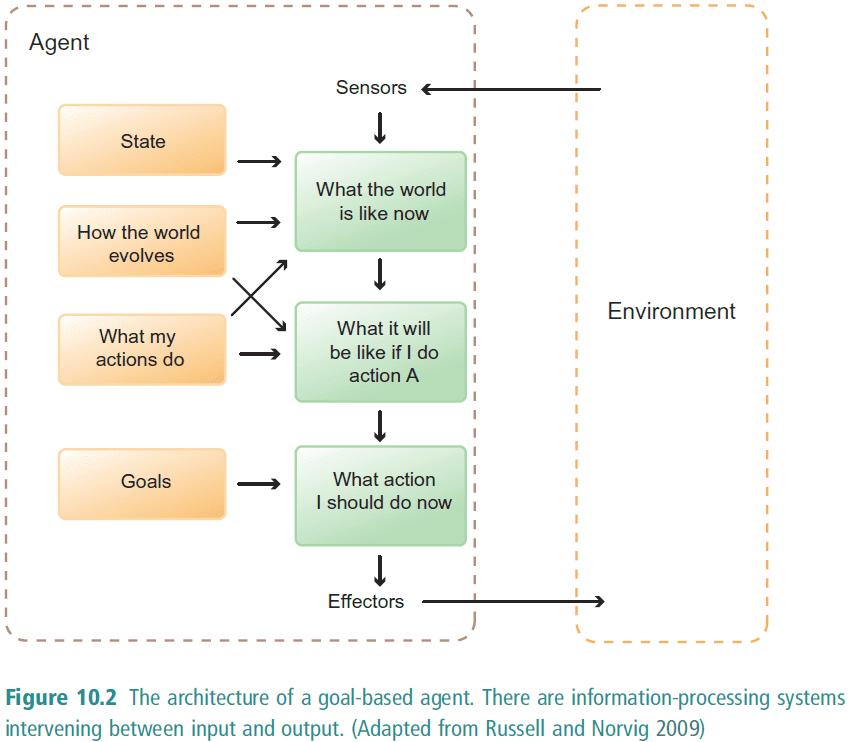 Agent
Sensors
State
What the world
is like now
How the world
evolves
What my
actions do
What it will
be like if I do
action A
Environment
Goals
What action
I should do now
Effectors
Figure 10.2 The architecture of a goal-based agent. There are information-processing systems
intervening between input and output. (Adapted from Russell and Norvig 2009)